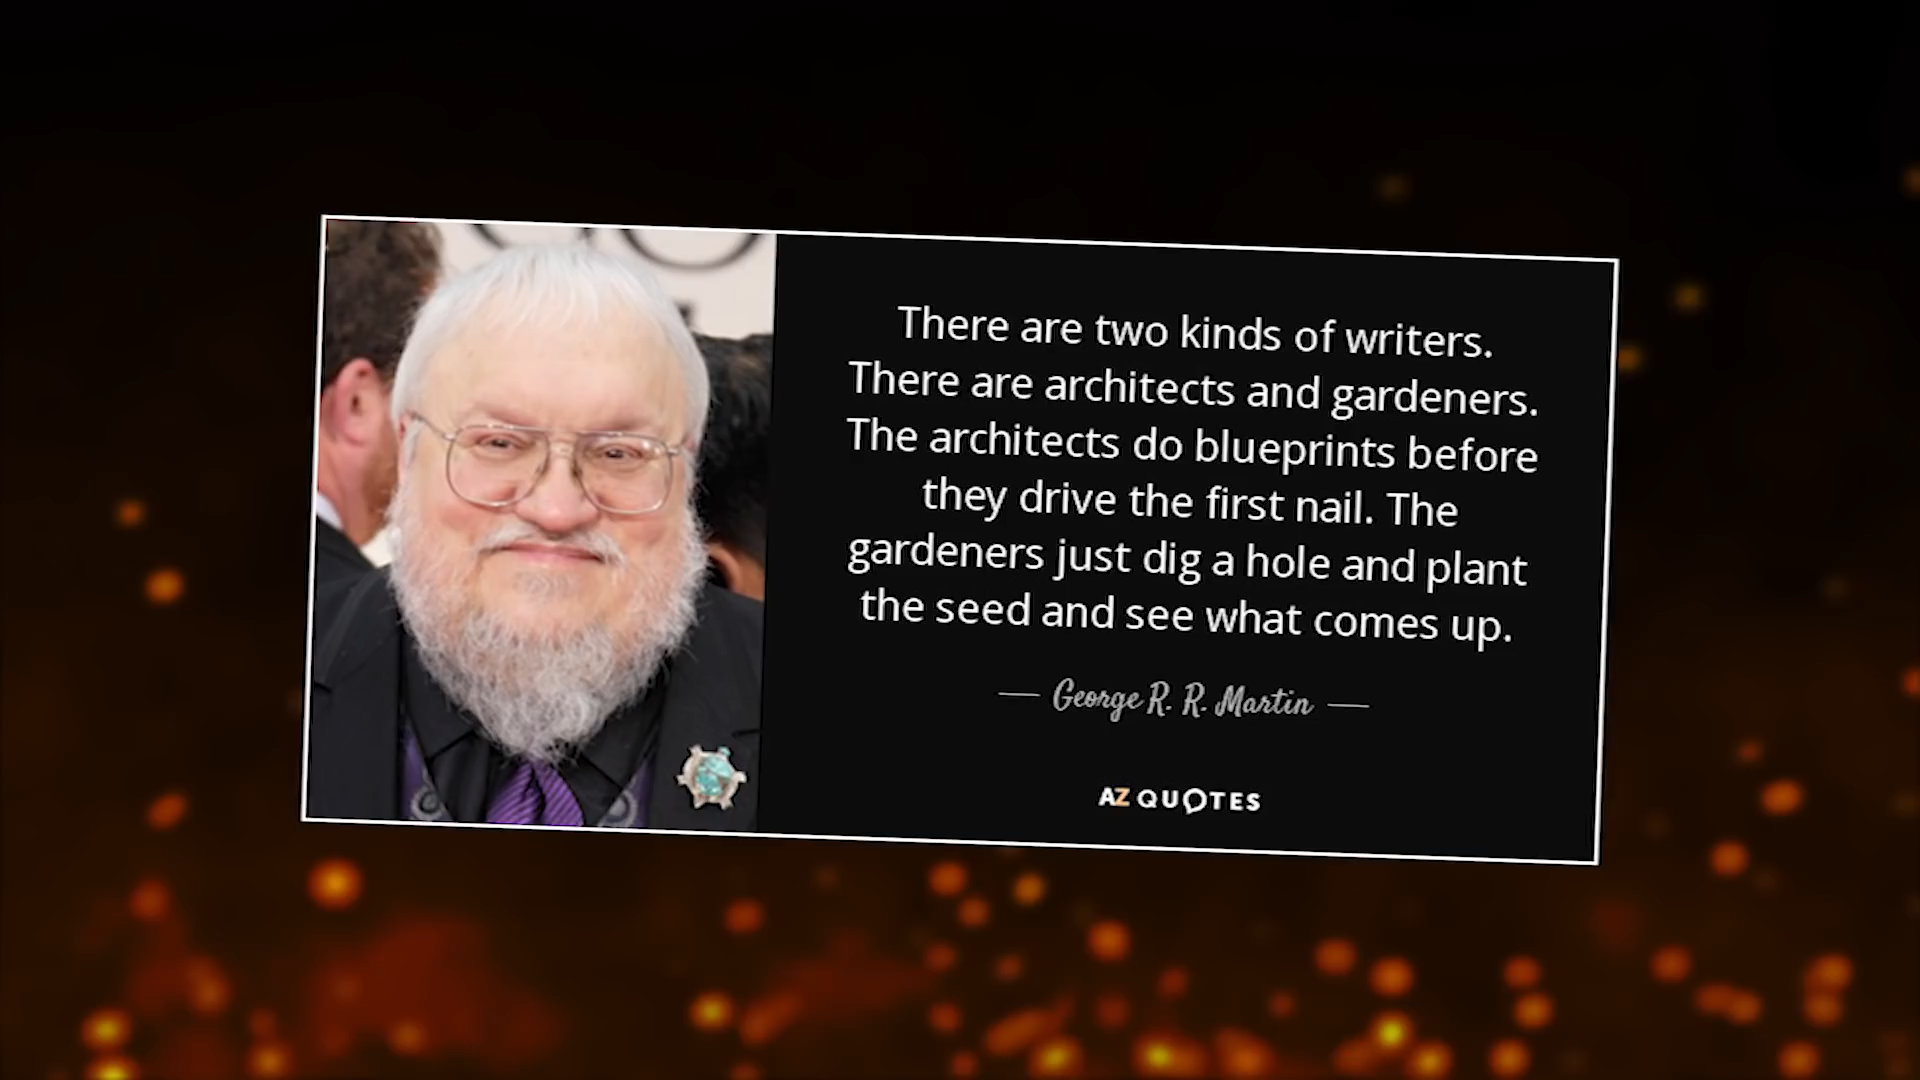 There are two kinds of writers.
There are architects and gardeners.
The architects do blueprints before
they drive the first nail. The
gardeners just dig a hole and plant
the seed and see what comes up.
— George R. R. Martin —
AZ QUOTES